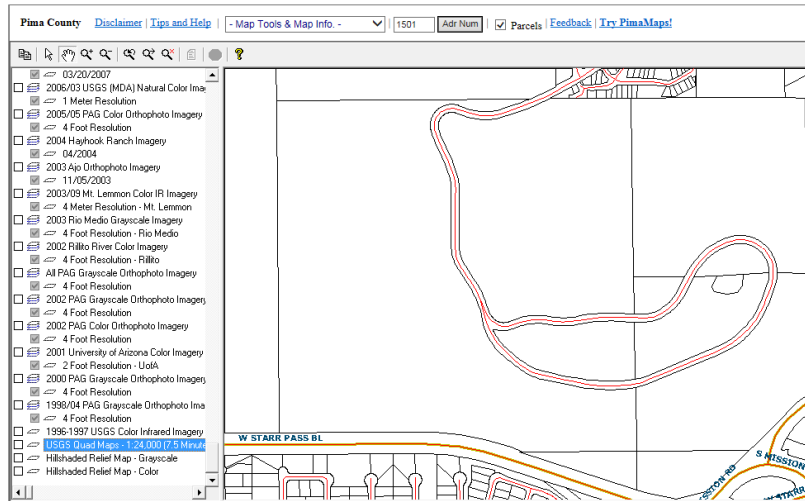 Pima County Disclaimer | Tips and Help | - Map Tools & Map Info. - | 1501 Adr Num | Parcels | Feedback | Try PimaMaps!
03/20/2007
2006/03 USGS (MDA) Natural Color Imag
1 Meter Resolution
2005/05 PAG Color Orthophoto Imagery
4 Foot Resolution
2004 Hayhook Ranch Imagery
04/2004
2003 Ajo Orthophoto Imagery
11/05/2003
2003/09 Mt. Lemmon Color IR Imagery
4 Meter Resolution - Mt. Lemmon
2003 Rio Medio Grayscale Imagery
4 Foot Resolution - Rio Medio
2002 Rillito River Color Imagery
4 Foot Resolution - Rillito
All PAG Grayscale Orthophoto Imagery
4 Foot Resolution
2002 PAG Grayscale Orthophoto Imagery
4 Foot Resolution
2002 PAG Color Orthophoto Imagery
4 Foot Resolution
2001 University of Arizona Color Imagery
2 Foot Resolution - UofA
2000 PAG Grayscale Orthophoto Imagery
4 Foot Resolution
1998/04 PAG Grayscale Orthophoto Ima
4 Foot Resolution
1996-1997 USGS Color Infrared Imagery
USGS Quad Maps - 1:24,000 (7.5 Minute
Hillshaded Relief Map - Grayscale
Hillshaded Relief Map - Color
W STARR PASS BL
S MISSION
ION RD
W STARR